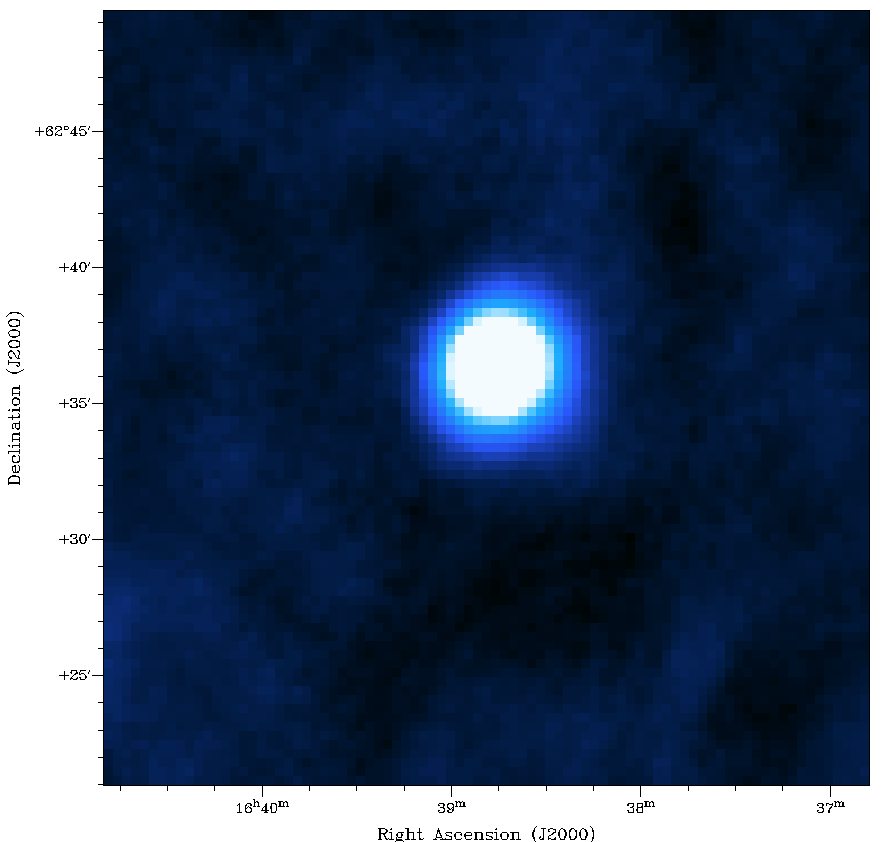 +62°45′
+40′
+35′
+30′
+25′
Declination (J2000)
16ʰ40ᵐ 39ᵐ 38ᵐ 37ᵐ
Right Ascension (J2000)